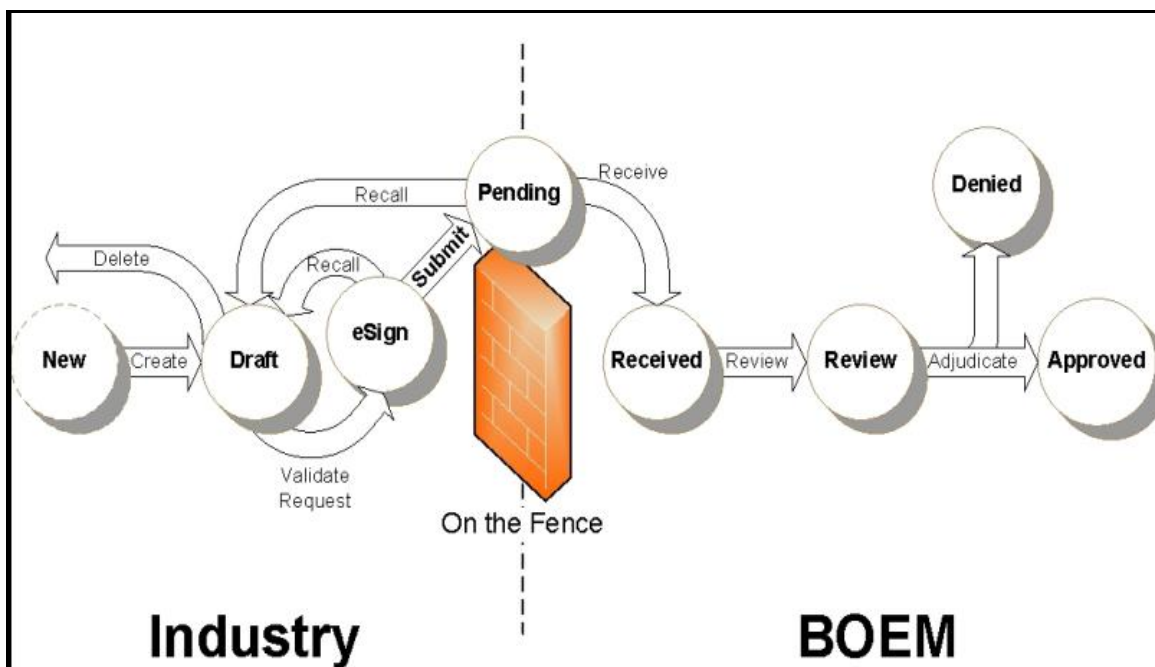 Pending
Receive
Denied
Recall
Delete
Recall
Submit
New
Create
Draft
eSign
Received
Review
Review
Adjudicate
Approved
Validate
Request
On the Fence
Industry
BOEM